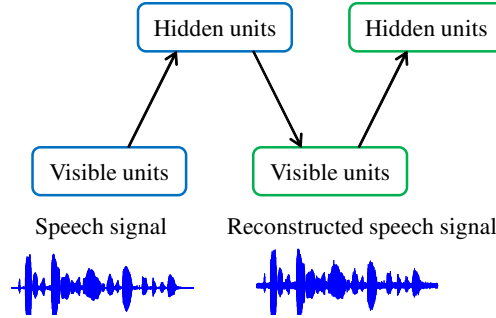 Hidden units
Hidden units
Visible units
Visible units
Speech signal
Reconstructed speech signal